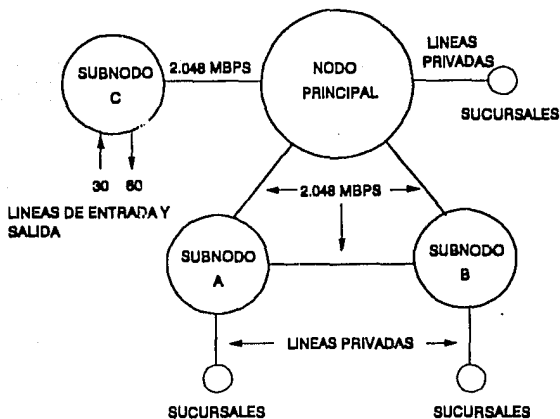 SUBNODO
C
2.048 MBPS
NODO
PRINCIPAL
LINEAS
PRIVADAS
SUCURSALES
30 60
LINEAS DE ENTRADA Y
SALIDA
2.048 MBPS
SUBNODO
A
SUBNODO
B
LINEAS PRIVADAS
SUCURSALES
SUCURSALES